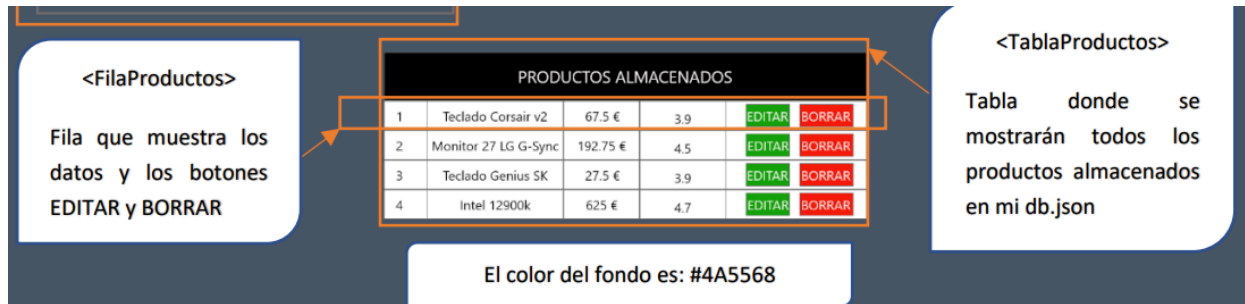 <FilaProductos>
Fila que muestra los
datos y los botones
EDITAR y BORRAR
PRODUCTOS ALMACENADOS
1 Teclado Corsair v2 67.5 € 3.9 EDITAR BORRAR
2 Monitor 27 LG G-Sync 192.75 € 4.5 EDITAR BORRAR
3 Teclado Genius SK 27.5 € 3.9 EDITAR BORRAR
4 Intel 12900k 625 € 4.7 EDITAR BORRAR
<TablaProductos>
Tabla donde se
mostrarán todos los
productos almacenados
en mi db.json
El color del fondo es: #4A5568